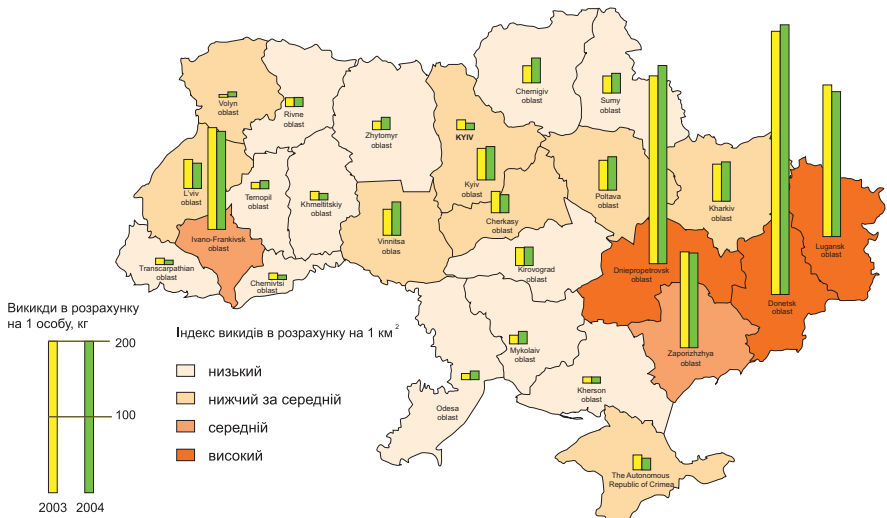 Volyn
oblast
Rivne
oblast
Zhytomyr
oblast
KYIV
Chernigiv
oblast
Sumy
oblast
L'viv
oblast
Ternopil
oblast
Khmeltitskiy
oblast
Kyiv
oblast
Cherkasy
oblast
Poltava
oblast
Kharkiv
oblast
Vinnitsa
oblas
Ivano-Frankivsk
oblast
Transcarpathian
oblast
Chernivtsi
oblast
Kirovograd
oblast
Dniepropetrovsk
oblast
Lugansk
oblast
Donetsk
oblast
Zaporizhzhya
oblast
Mykolaiv
oblast
Kherson
oblast
Odesa
oblast
The Autonomous
Republic of Crimea
Викикди в розрахунку
на 1 особу, кг
200
100
2003 2004
Індекс викидів в розрахунку на 1 км²
низький
нижчий за середній
середній
високий